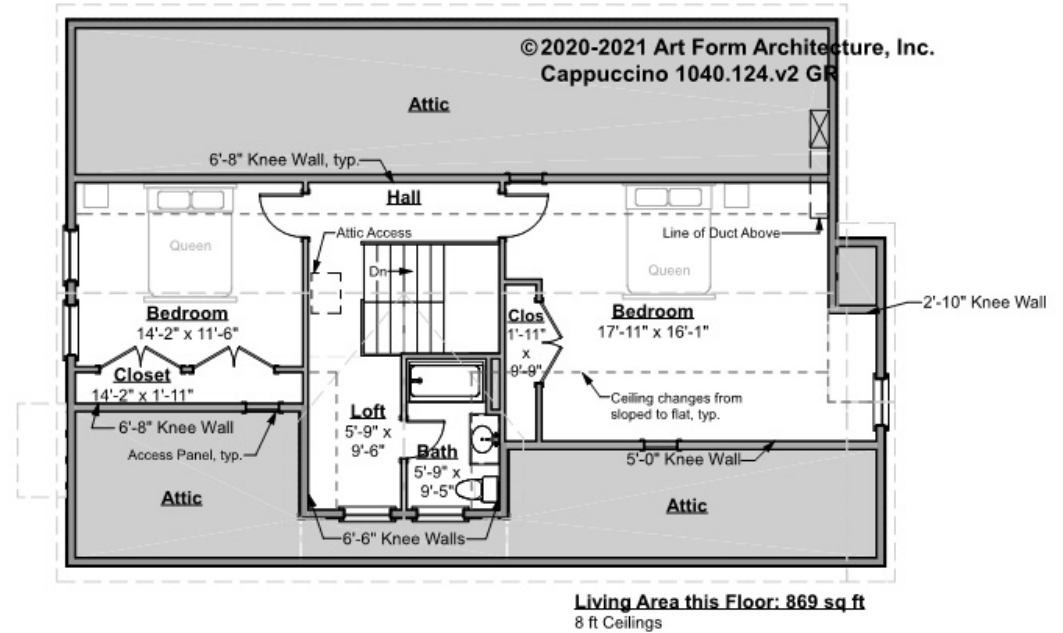 ©2020-2021 Art Form Architecture, Inc.
Cappuccino 1040.124.v2 GR
Attic
6'-8" Knee Wall, typ.
Hall
Attic Access
Line of Duct Above
Queen
Queen
Dn
2'-10" Knee Wall
Bedroom
14'-2" x 11'-6"
Clos
1'-11"
x
9'-9"
Bedroom
17'-11" x 16'-1"
Closet
14'-2" x 1'-11"
Ceiling changes from
sloped to flat, typ.
6'-8" Knee Wall
Loft
5'-9" x
9'-6"
Access Panel, typ.
Bath
5'-9" x
9'-5"
5'-0" Knee Wall
Attic
Attic
6'-6" Knee Walls
Living Area this Floor: 869 sq ft
8 ft Ceilings